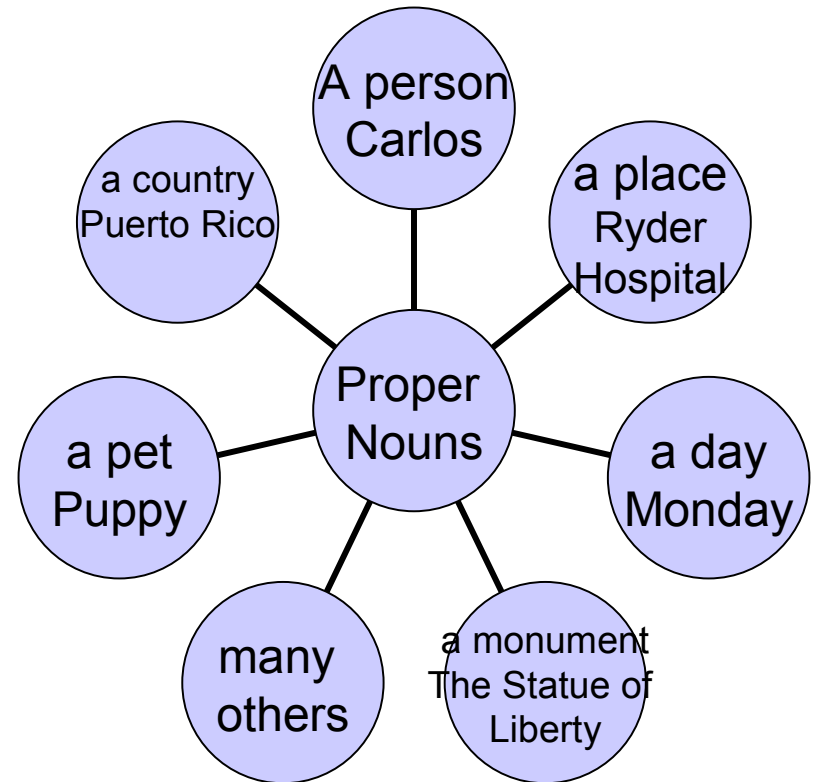 A person
Carlos
a country
Puerto Rico
a place
Ryder
Hospital
Proper
Nouns
a pet
Puppy
a day
Monday
many
others
a monument
The Statue of
Liberty